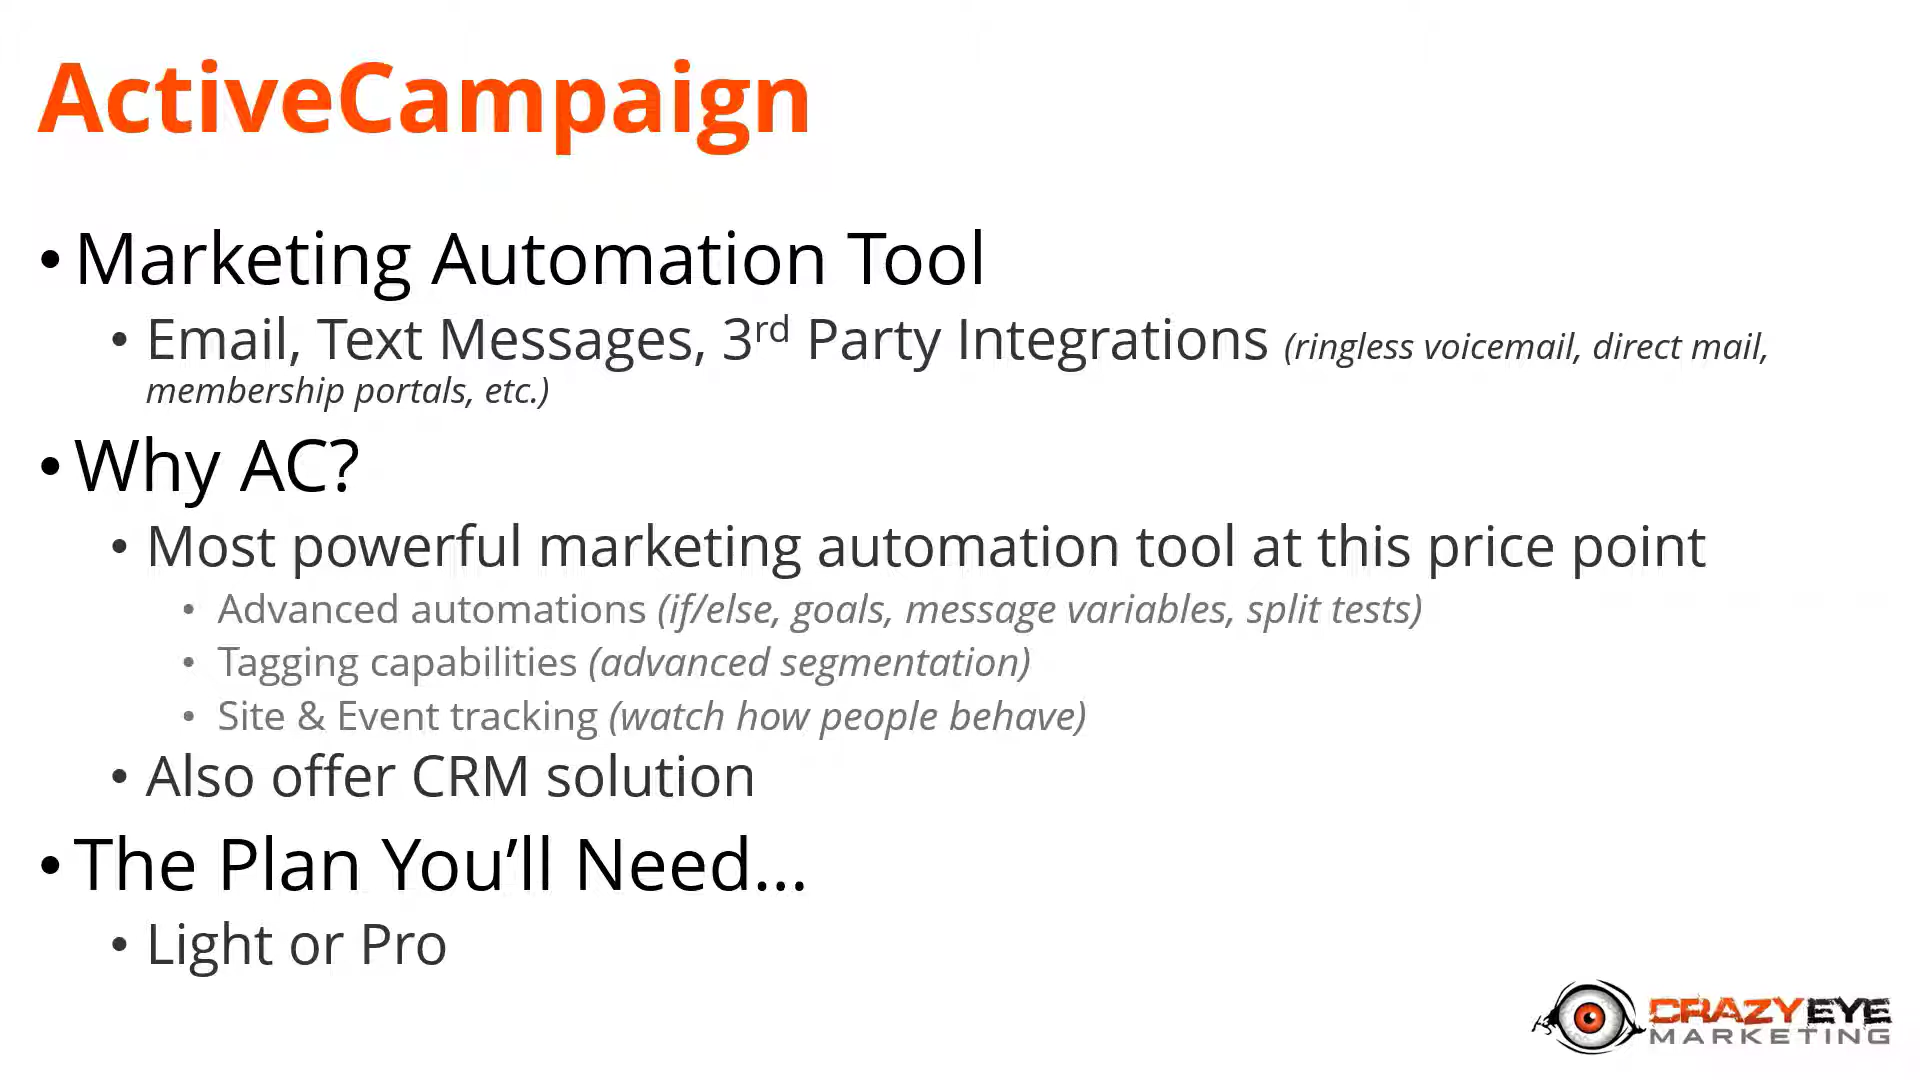 ActiveCampaign
• Marketing Automation Tool
• Email, Text Messages, 3rd Party Integrations (ringless voicemail, direct mail,
membership portals, etc.)
• Why AC?
• Most powerful marketing automation tool at this price point
• Advanced automations (if/else, goals, message variables, split tests)
• Tagging capabilities (advanced segmentation)
• Site & Event tracking (watch how people behave)
• Also offer CRM solution
• The Plan You’ll Need…
• Light or Pro
CRAZYEYE
MARKETING